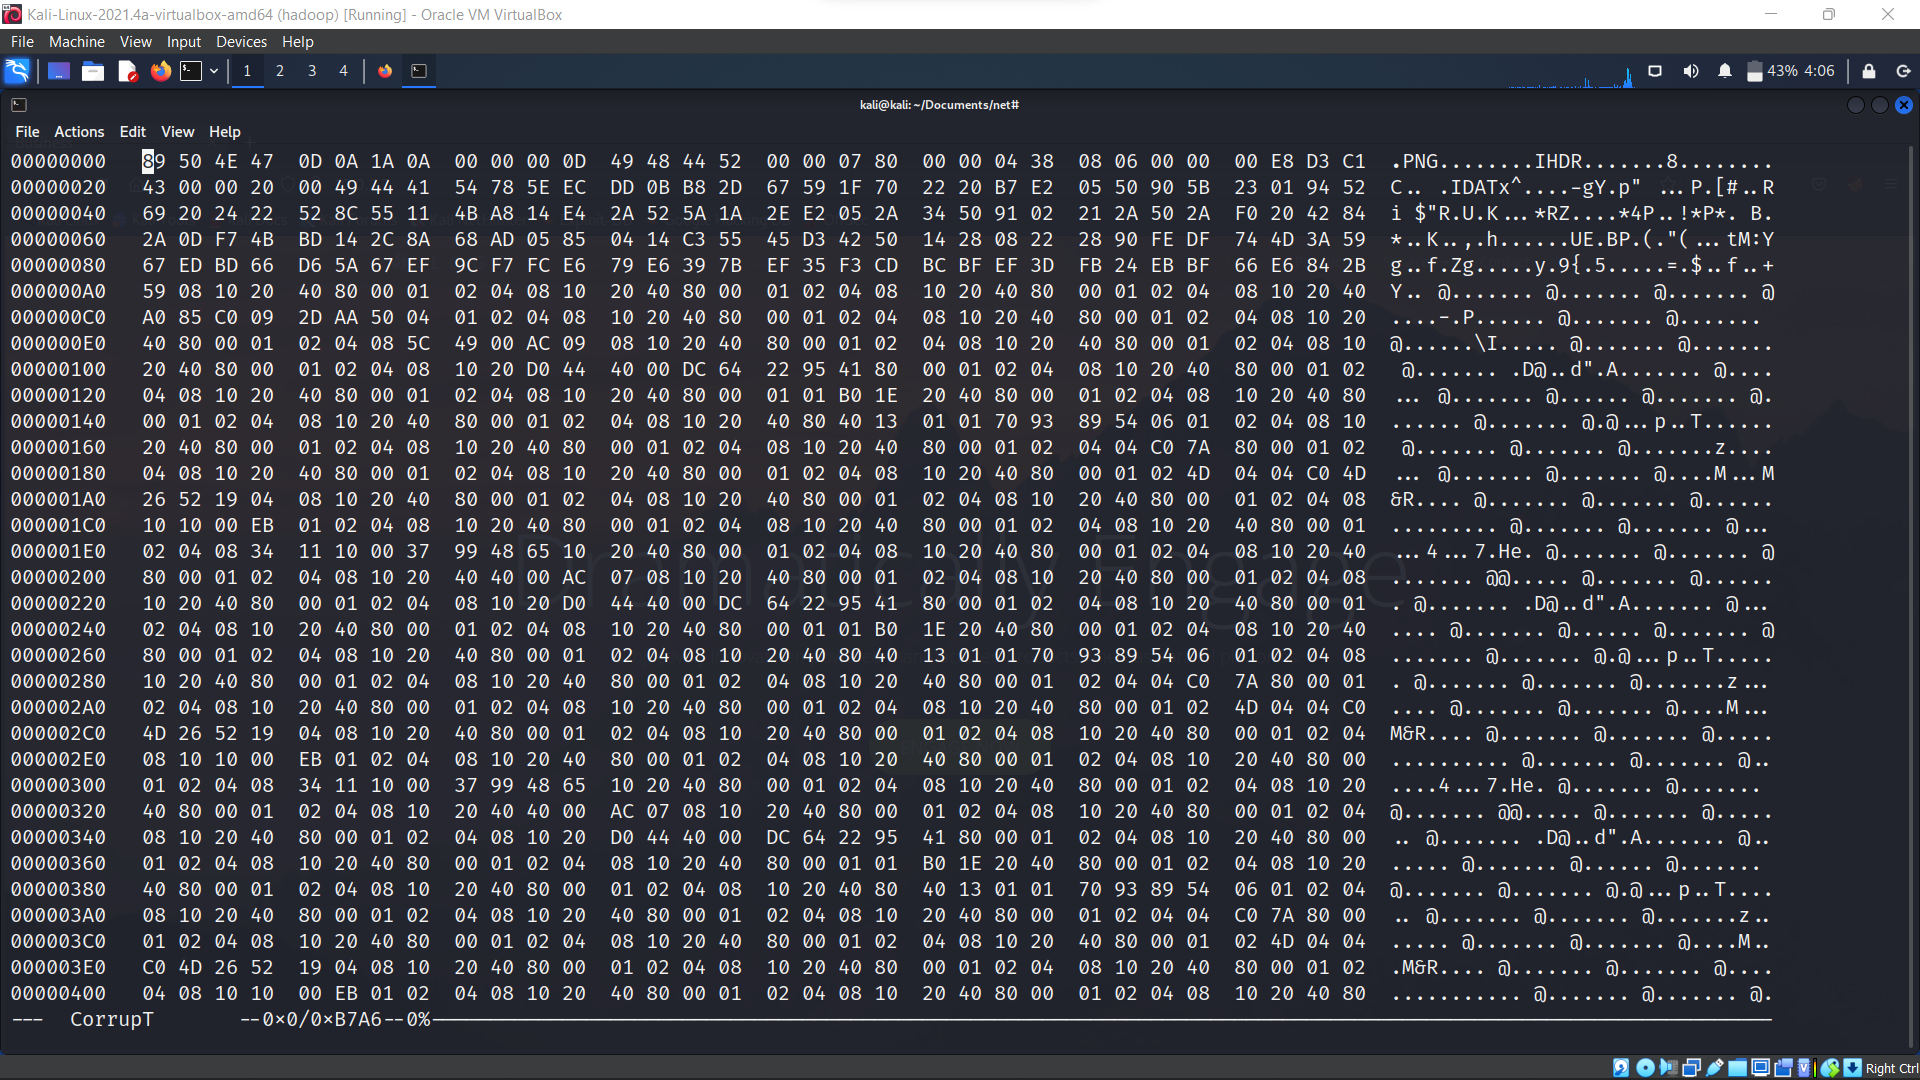 Kali-Linux-2021.4a-virtualbox-amd64 (hadoop) [Running] - Oracle VM VirtualBox
File Machine View Input Devices Help
1 2 3 4 43% 4:06
kali@kali: ~/Documents/net#
File Actions Edit View Help
00000000 89 50 4E 47 0D 0A 1A 0A 00 00 00 0D 49 48 44 52 00 00 07 80 00 00 04 38 08 06 00 00 00 E8 D3 C1 .PNG........IHDR.......8........
00000020 43 00 00 20 00 49 44 41 54 78 5E EC DD 0B B8 2D 67 59 1F 70 22 20 B7 E2 05 50 90 5B 23 01 94 52 C.. .IDATx^....-gY.p" ...P.[#..R
00000040 69 20 24 22 52 8C 55 11 4B A8 14 E4 2A 52 5A 1A 2E E2 05 2A 34 50 91 02 21 2A 50 2A F0 20 42 84 i $"R.U.K...*RZ....*4P..!*P*. B.
00000060 2A 0D F7 4B BD 14 2C 8A 68 AD 05 85 04 14 C3 55 45 D3 42 50 14 28 08 22 28 90 FE DF 74 4D 3A 59 *..K..,.h......UE.BP.(."(...tM:Y
00000080 67 ED BD 66 D6 5A 67 EF 9C F7 FC E6 79 E6 39 7B EF 35 F3 CD BC BF EF 3D FB 24 EB BF 66 E6 84 2B g..f.Zg.....y.9{.5.....=.$..f..+
000000A0 59 08 10 20 40 80 00 01 02 04 08 10 20 40 80 00 01 02 04 08 10 20 40 80 00 01 02 04 08 10 20 40 Y.. @....... @....... @....... @
000000C0 A0 85 C0 09 2D AA 50 04 01 02 04 08 10 20 40 80 00 01 02 04 08 10 20 40 80 00 01 02 04 08 10 20 ....-.P...... @....... @.......
000000E0 40 80 00 01 02 04 08 5C 49 00 AC 09 08 10 20 40 80 00 01 02 04 08 10 20 40 80 00 01 02 04 08 10 @......\I..... @....... @.......
00000100 20 40 80 00 01 02 04 08 10 20 D0 44 40 00 DC 64 22 95 41 80 00 01 02 04 08 10 20 40 80 00 01 02 @....... .D@..d".A....... @....
00000120 04 08 10 20 40 80 00 01 02 04 08 10 20 40 80 00 01 01 B0 1E 20 40 80 00 01 02 04 08 10 20 40 80 ... @....... @...... @....... @.
00000140 00 01 02 04 08 10 20 40 80 00 01 02 04 08 10 20 40 80 40 13 01 01 70 93 89 54 06 01 02 04 08 10 ...... @....... @.@...p..T......
00000160 20 40 80 00 01 02 04 08 10 20 40 80 00 01 02 04 08 10 20 40 80 00 01 02 04 04 C0 7A 80 00 01 02 @....... @....... @.......z....
00000180 04 08 10 20 40 80 00 01 02 04 08 10 20 40 80 00 01 02 04 08 10 20 40 80 00 01 02 4D 04 04 C0 4D ... @....... @....... @....M...M
000001A0 26 52 19 04 08 10 20 40 80 00 01 02 04 08 10 20 40 80 00 01 02 04 08 10 20 40 80 00 01 02 04 08 &R.... @....... @....... @......
000001C0 10 10 00 EB 01 02 04 08 10 20 40 80 00 01 02 04 08 10 20 40 80 00 01 02 04 08 10 20 40 80 00 01 ......... @....... @....... @...
000001E0 02 04 08 34 11 10 00 37 99 48 65 10 20 40 80 00 01 02 04 08 10 20 40 80 00 01 02 04 08 10 20 40 ...4...7.He. @....... @....... @
00000200 80 00 01 02 04 08 10 20 40 40 00 AC 07 08 10 20 40 80 00 01 02 04 08 10 20 40 80 00 01 02 04 08 ....... @@..... @....... @......
00000220 10 20 40 80 00 01 02 04 08 10 20 D0 44 40 00 DC 64 22 95 41 80 00 01 02 04 08 10 20 40 80 00 01 . @....... .D@..d".A....... @...
00000240 02 04 08 10 20 40 80 00 01 02 04 08 10 20 40 80 00 01 01 B0 1E 20 40 80 00 01 02 04 08 10 20 40 .... @....... @...... @....... @
00000260 80 00 01 02 04 08 10 20 40 80 00 01 02 04 08 10 20 40 80 40 13 01 01 70 93 89 54 06 01 02 04 08 ....... @....... @.@...p..T.....
00000280 10 20 40 80 00 01 02 04 08 10 20 40 80 00 01 02 04 08 10 20 40 80 00 01 02 04 04 C0 7A 80 00 01 . @....... @....... @.......z...
000002A0 02 04 08 10 20 40 80 00 01 02 04 08 10 20 40 80 00 01 02 04 08 10 20 40 80 00 01 02 4D 04 04 C0 .... @....... @....... @....M...
000002C0 4D 26 52 19 04 08 10 20 40 80 00 01 02 04 08 10 20 40 80 00 01 02 04 08 10 20 40 80 00 01 02 04 M&R.... @....... @....... @.....
000002E0 08 10 10 00 EB 01 02 04 08 10 20 40 80 00 01 02 04 08 10 20 40 80 00 01 02 04 08 10 20 40 80 00 .......... @....... @....... @..
00000300 01 02 04 08 34 11 10 00 37 99 48 65 10 20 40 80 00 01 02 04 08 10 20 40 80 00 01 02 04 08 10 20 ....4...7.He. @....... @.......
00000320 40 80 00 01 02 04 08 10 20 40 40 00 AC 07 08 10 20 40 80 00 01 02 04 08 10 20 40 80 00 01 02 04 @....... @@..... @....... @.....
00000340 08 10 20 40 80 00 01 02 04 08 10 20 D0 44 40 00 DC 64 22 95 41 80 00 01 02 04 08 10 20 40 80 00 .. @....... .D@..d".A....... @..
00000360 01 02 04 08 10 20 40 80 00 01 02 04 08 10 20 40 80 00 01 01 B0 1E 20 40 80 00 01 02 04 08 10 20 ..... @....... @...... @.......
00000380 40 80 00 01 02 04 08 10 20 40 80 00 01 02 04 08 10 20 40 80 40 13 01 01 70 93 89 54 06 01 02 04 @....... @....... @.@...p..T....
000003A0 08 10 20 40 80 00 01 02 04 08 10 20 40 80 00 01 02 04 08 10 20 40 80 00 01 02 04 04 C0 7A 80 00 .. @....... @....... @.......z..
000003C0 01 02 04 08 10 20 40 80 00 01 02 04 08 10 20 40 80 00 01 02 04 08 10 20 40 80 00 01 02 4D 04 04 ..... @....... @....... @....M..
000003E0 C0 4D 26 52 19 04 08 10 20 40 80 00 01 02 04 08 10 20 40 80 00 01 02 04 08 10 20 40 80 00 01 02 .M&R.... @....... @....... @....
00000400 04 08 10 10 00 EB 01 02 04 08 10 20 40 80 00 01 02 04 08 10 20 40 80 00 01 02 04 08 10 20 40 80 ........... @....... @....... @.
--- CorrupT --0×0/0×B7A6--0%
Right Ctrl